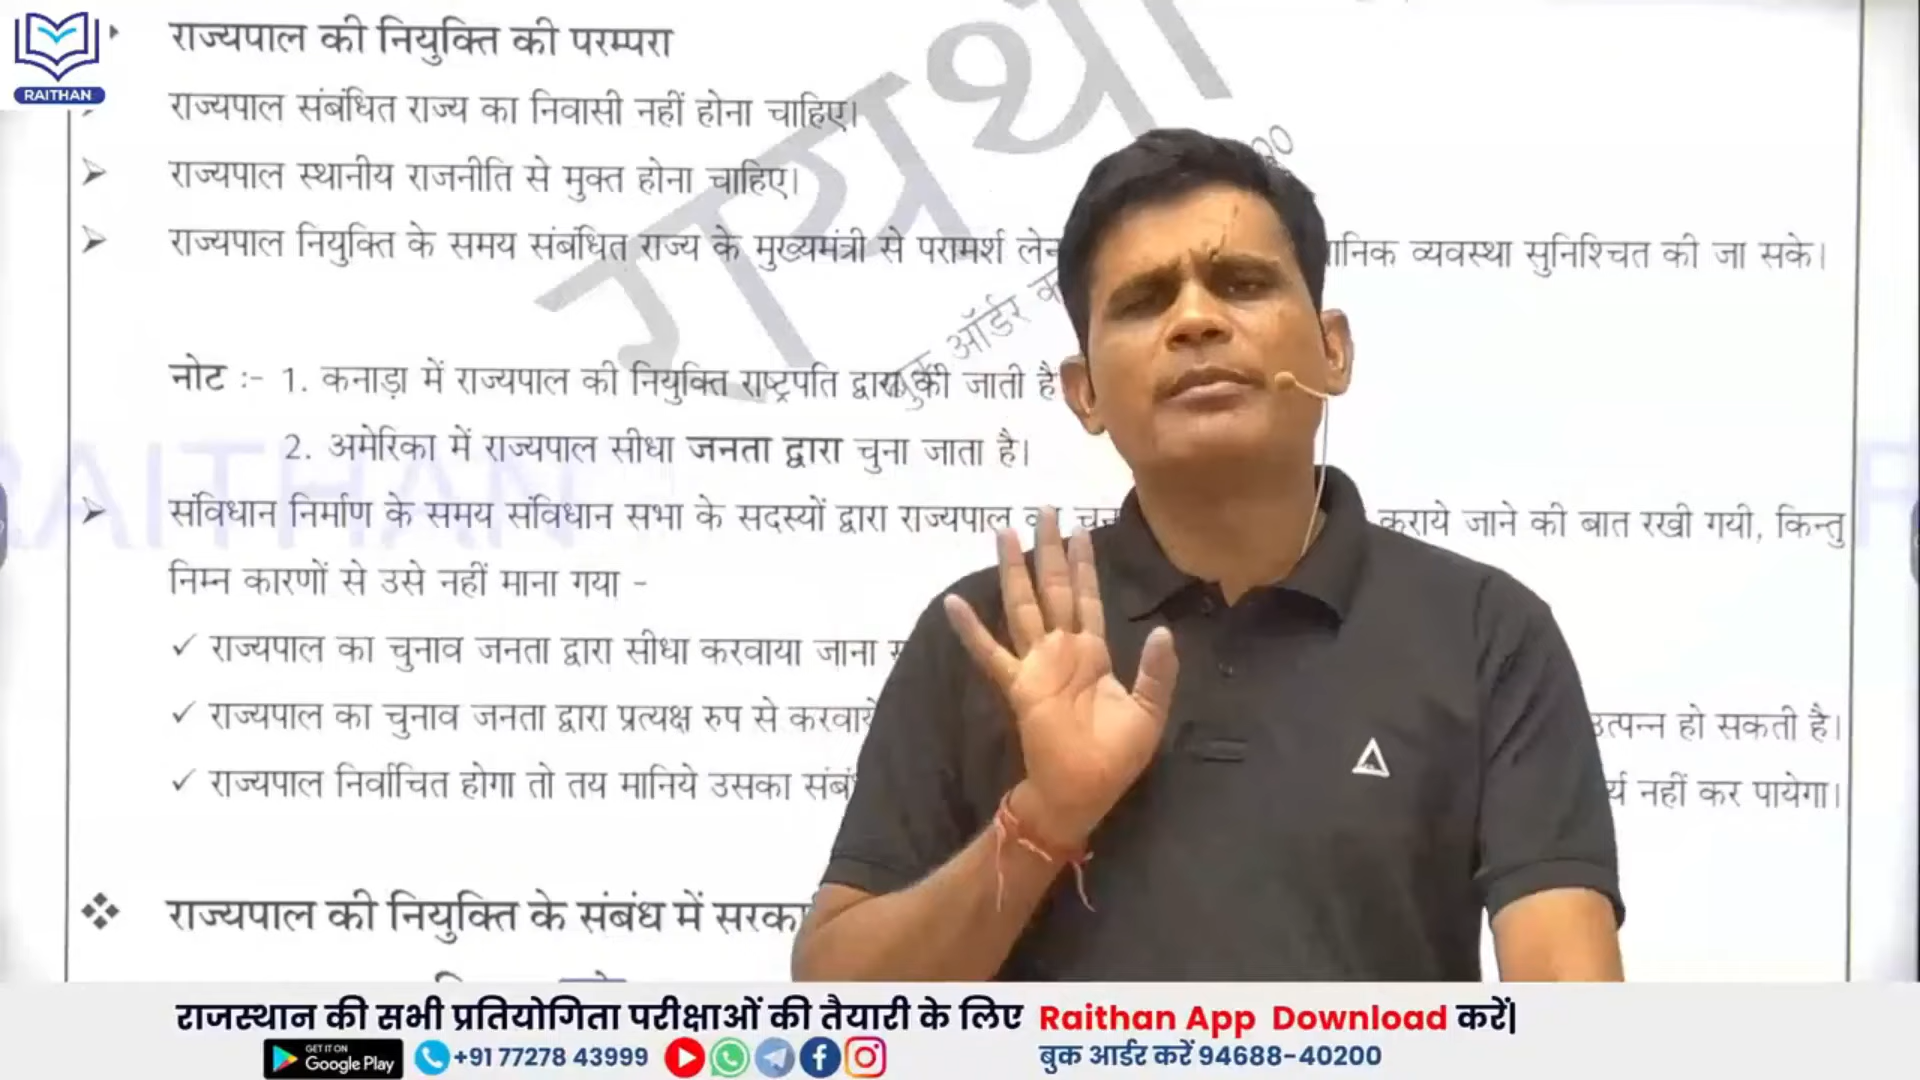 RAITHAN
राज्यपाल की नियुक्ति की परम्परा
राज्यपाल संबंधित राज्य का निवासी नहीं होना चाहिए।
➤ राज्यपाल स्थानीय राजनीति से मुक्त होना चाहिए।
➤ राज्यपाल नियुक्ति के समय संबंधित राज्य के मुख्यमंत्री से परामर्श व्यवस्था सुनिश्चित की जा सके।
नोट :- 1. कनाड़ा में राज्यपाल की नियुक्ति राष्ट्रपति द्वारा की जाती है
2. अमेरिका में राज्यपाल सीधा जनता द्वारा चुना जाता है।
➤ संविधान निर्माण के समय संविधान सभा के सदस्यों द्वारा राज्यपाल कराये जाने की बात रखी गयी, किन्तु
निम्न कारणों से उसे नहीं माना गया -
✓ राज्यपाल का चुनाव जनता द्वारा सीधा करवाया जाना
✓ राज्यपाल का चुनाव जनता द्वारा प्रत्यक्ष रुप से उत्पन्न हो सकती है।
✓ राज्यपाल निर्वाचित होगा तो तय मानिये उसका नहीं कर पायेगा।
❖ राज्यपाल की नियुक्ति के संबंध में
RAITHAN
ऑर्डर
राजस्थान की सभी प्रतियोगिता परीक्षाओं की तैयारी के लिए Raithan App Download करें|
GET IT ON
Google Play
+91 77278 43999
बुक आर्डर करें 94688-40200